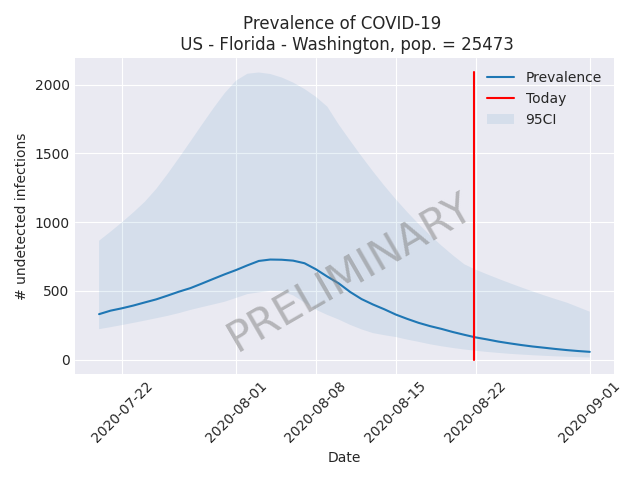 Prevalence of COVID-19
US - Florida - Washington, pop. = 25473
# undetected infections
2000
1500
1000
500
0
Prevalence
Today
95CI
PRELIMINARY
2020-07-22
2020-08-01
2020-08-08
2020-08-15
2020-08-22
2020-09-01
Date